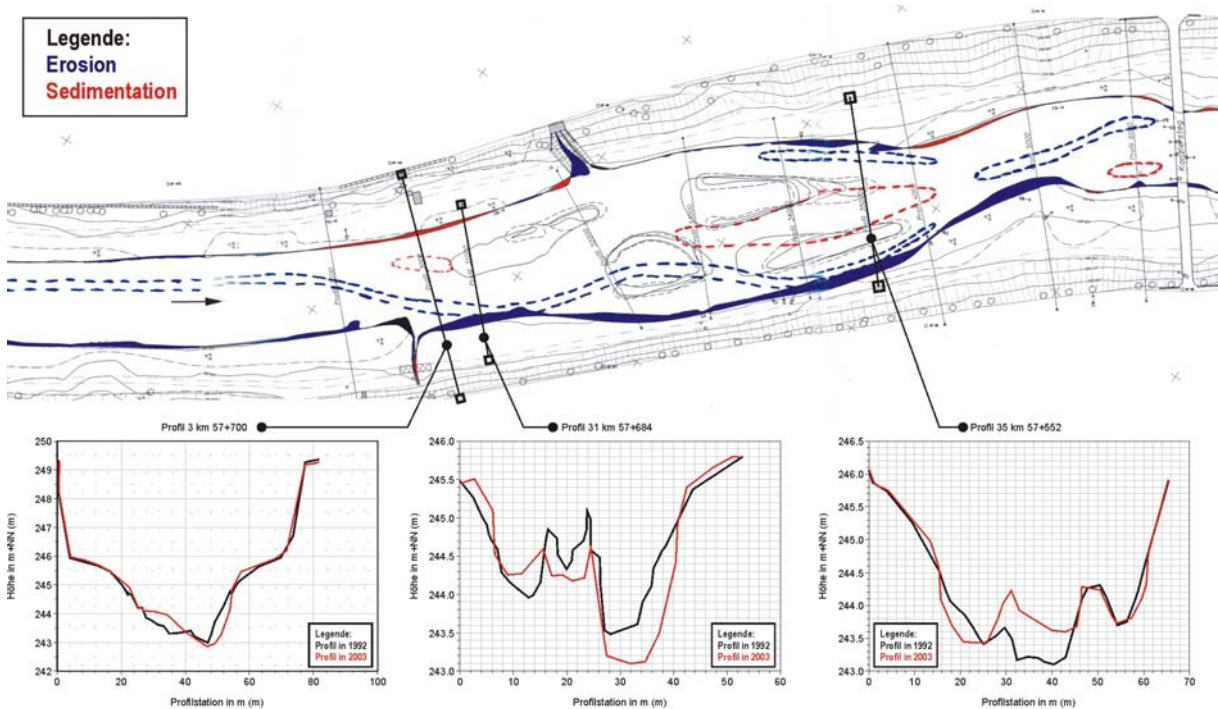 Legende:
Erosion
Sedimentation
Profil 3 km 57+700
Profil 31 km 57+684
Profil 35 km 57+552
Höhe in m+NN (m)
250
249
248
247
246
245
244
243
242
0
20
40
60
80
100
Profilstation in m (m)
Legende:
Profil in 1992
Profil in 2003
Höhe in m+NN (m)
246.0
245.5
245.0
244.5
244.0
243.5
243.0
0
10
20
30
40
50
60
Profilstation in m (m)
Legende:
Profil in 1992
Profil in 2003
Höhe in m+NN (m)
246.5
246.0
245.5
245.0
244.5
244.0
243.5
243.0
0
10
20
30
40
50
60
70
Profilstation in m (m)
Legende:
Profil in 1992
Profil in 2003